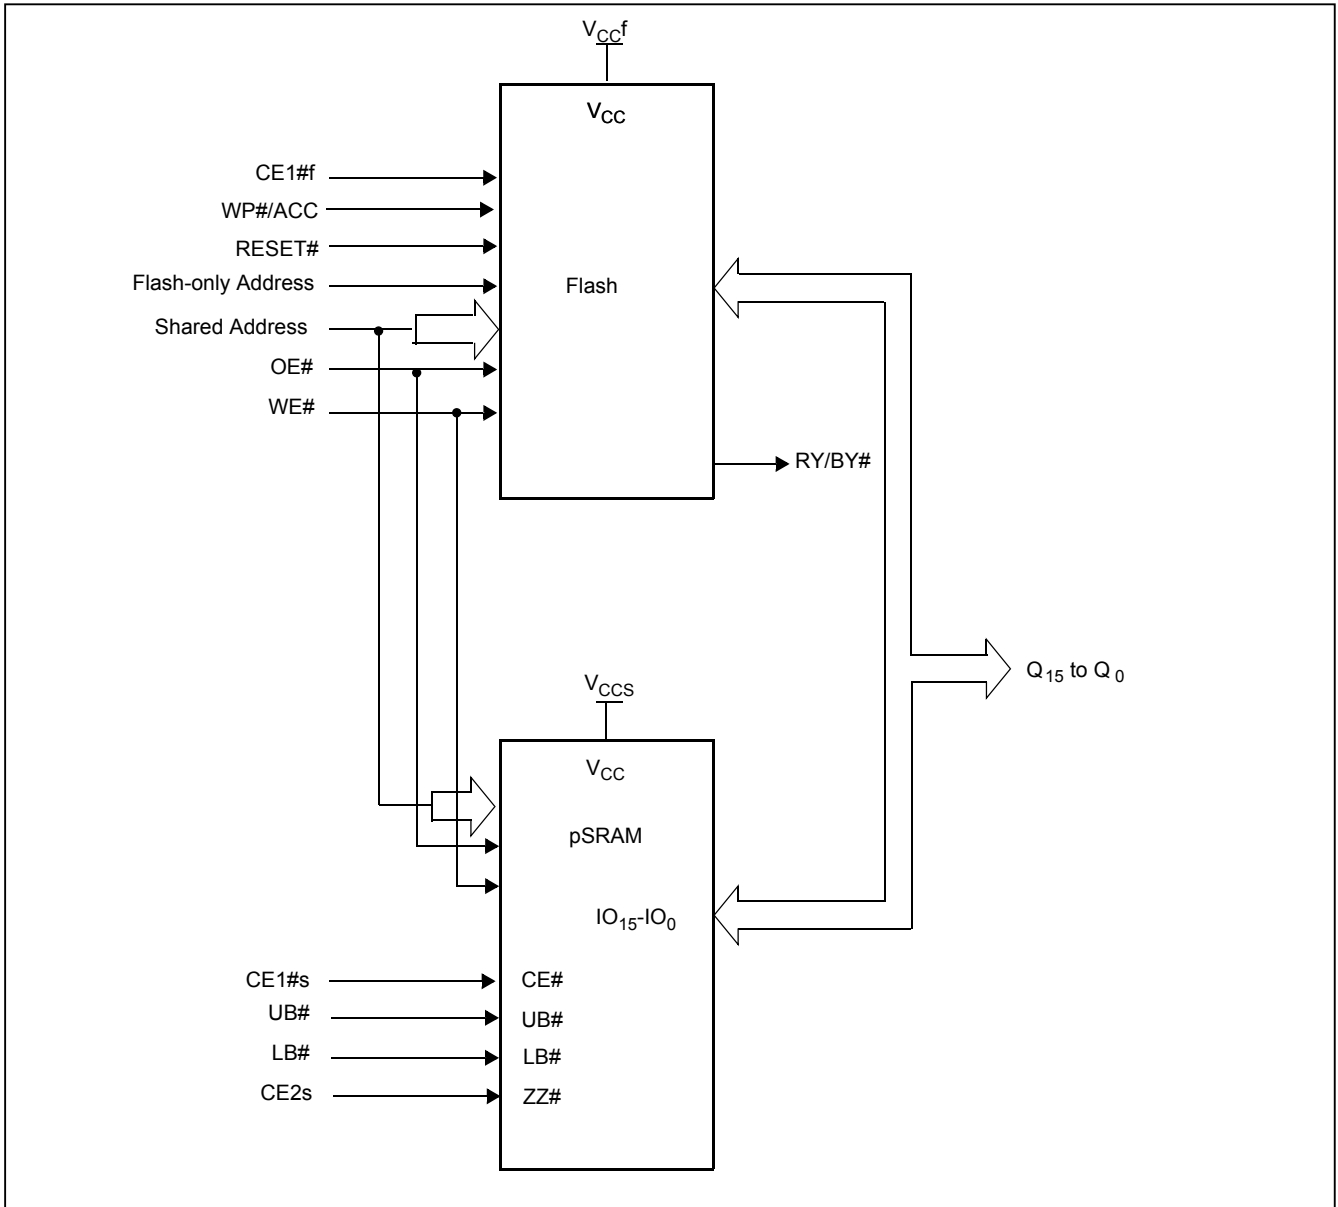 VCCf
VCC
CE1#f
WP#/ACC
RESET#
Flash-only Address
Flash
Shared Address
OE#
WE#
RY/BY#
Q15 to Q0
VCCS
VCC
pSRAM
IO15-IO0
CE1#s CE#
UB# UB#
LB# LB#
CE2s ZZ#